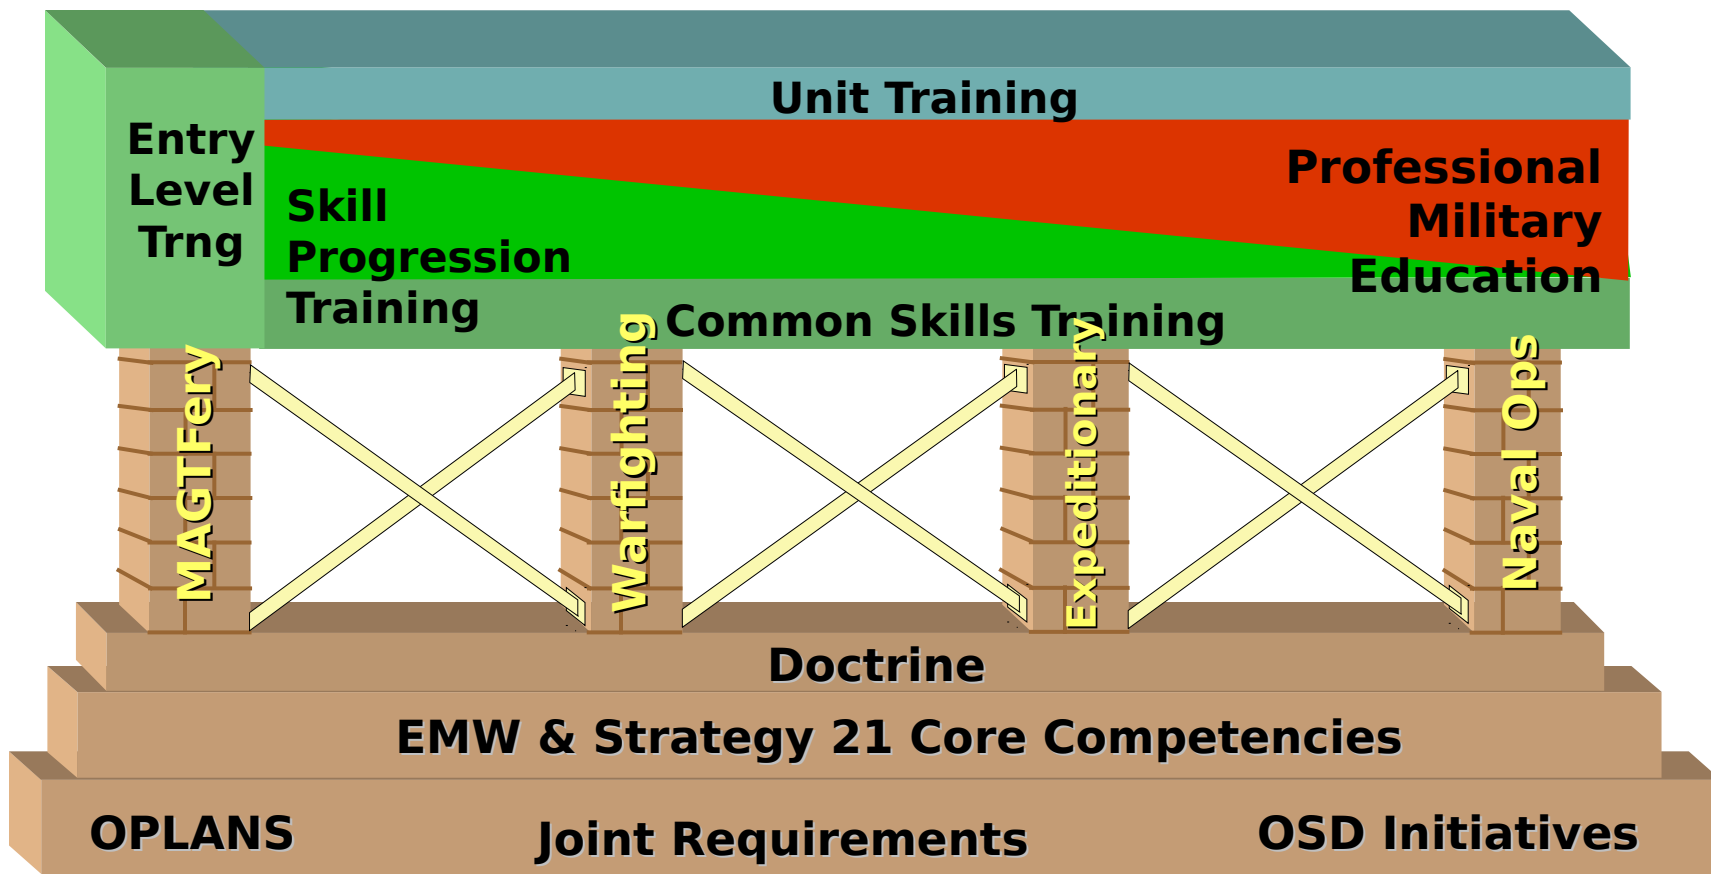 Unit Training
Entry
Level
Trng
Professional
Military
Education
Skill
Progression
Training
Common Skills Training
MAGTFery
Warfighting
Expeditionary
Naval Ops
Doctrine
EMW & Strategy 21 Core Competencies
OPLANS
Joint Requirements
OSD Initiatives